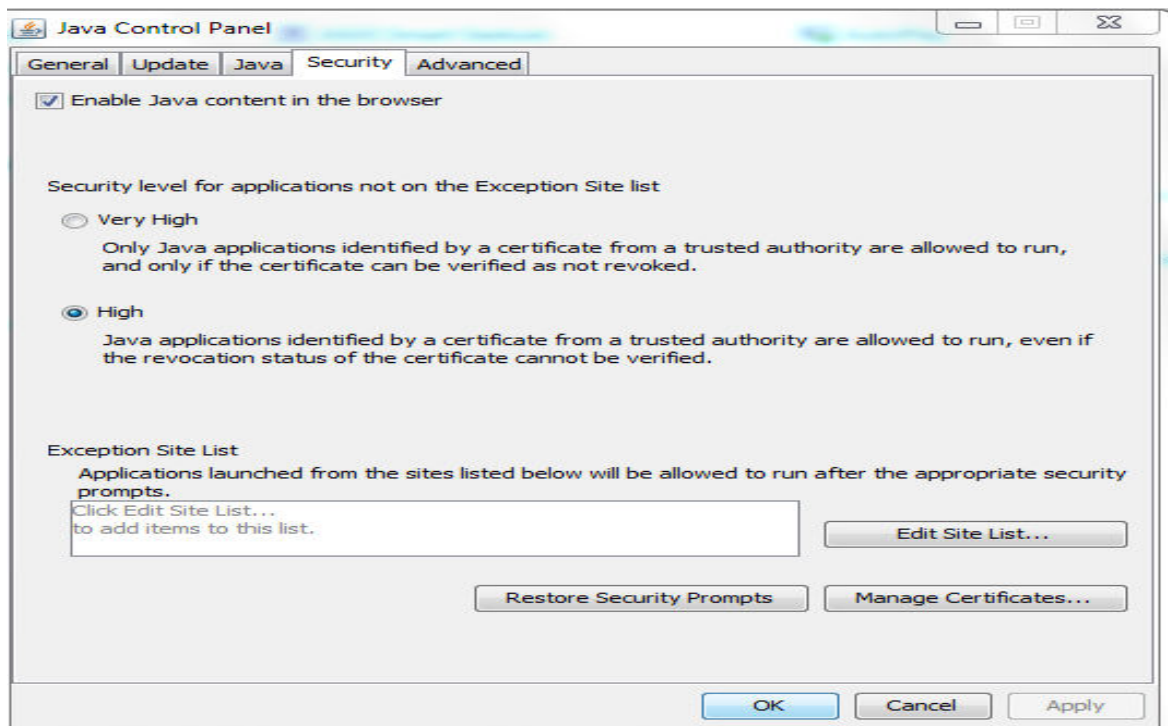 Java Control Panel
General Update Java Security Advanced
Enable Java content in the browser
Security level for applications not on the Exception Site list
Very High
Only Java applications identified by a certificate from a trusted authority are allowed to run,
and only if the certificate can be verified as not revoked.
High
Java applications identified by a certificate from a trusted authority are allowed to run, even if
the revocation status of the certificate cannot be verified.
Exception Site List
Applications launched from the sites listed below will be allowed to run after the appropriate security
prompts.
Click Edit Site List...
to add items to this list.
Edit Site List...
Restore Security Prompts Manage Certificates...
OK Cancel Apply